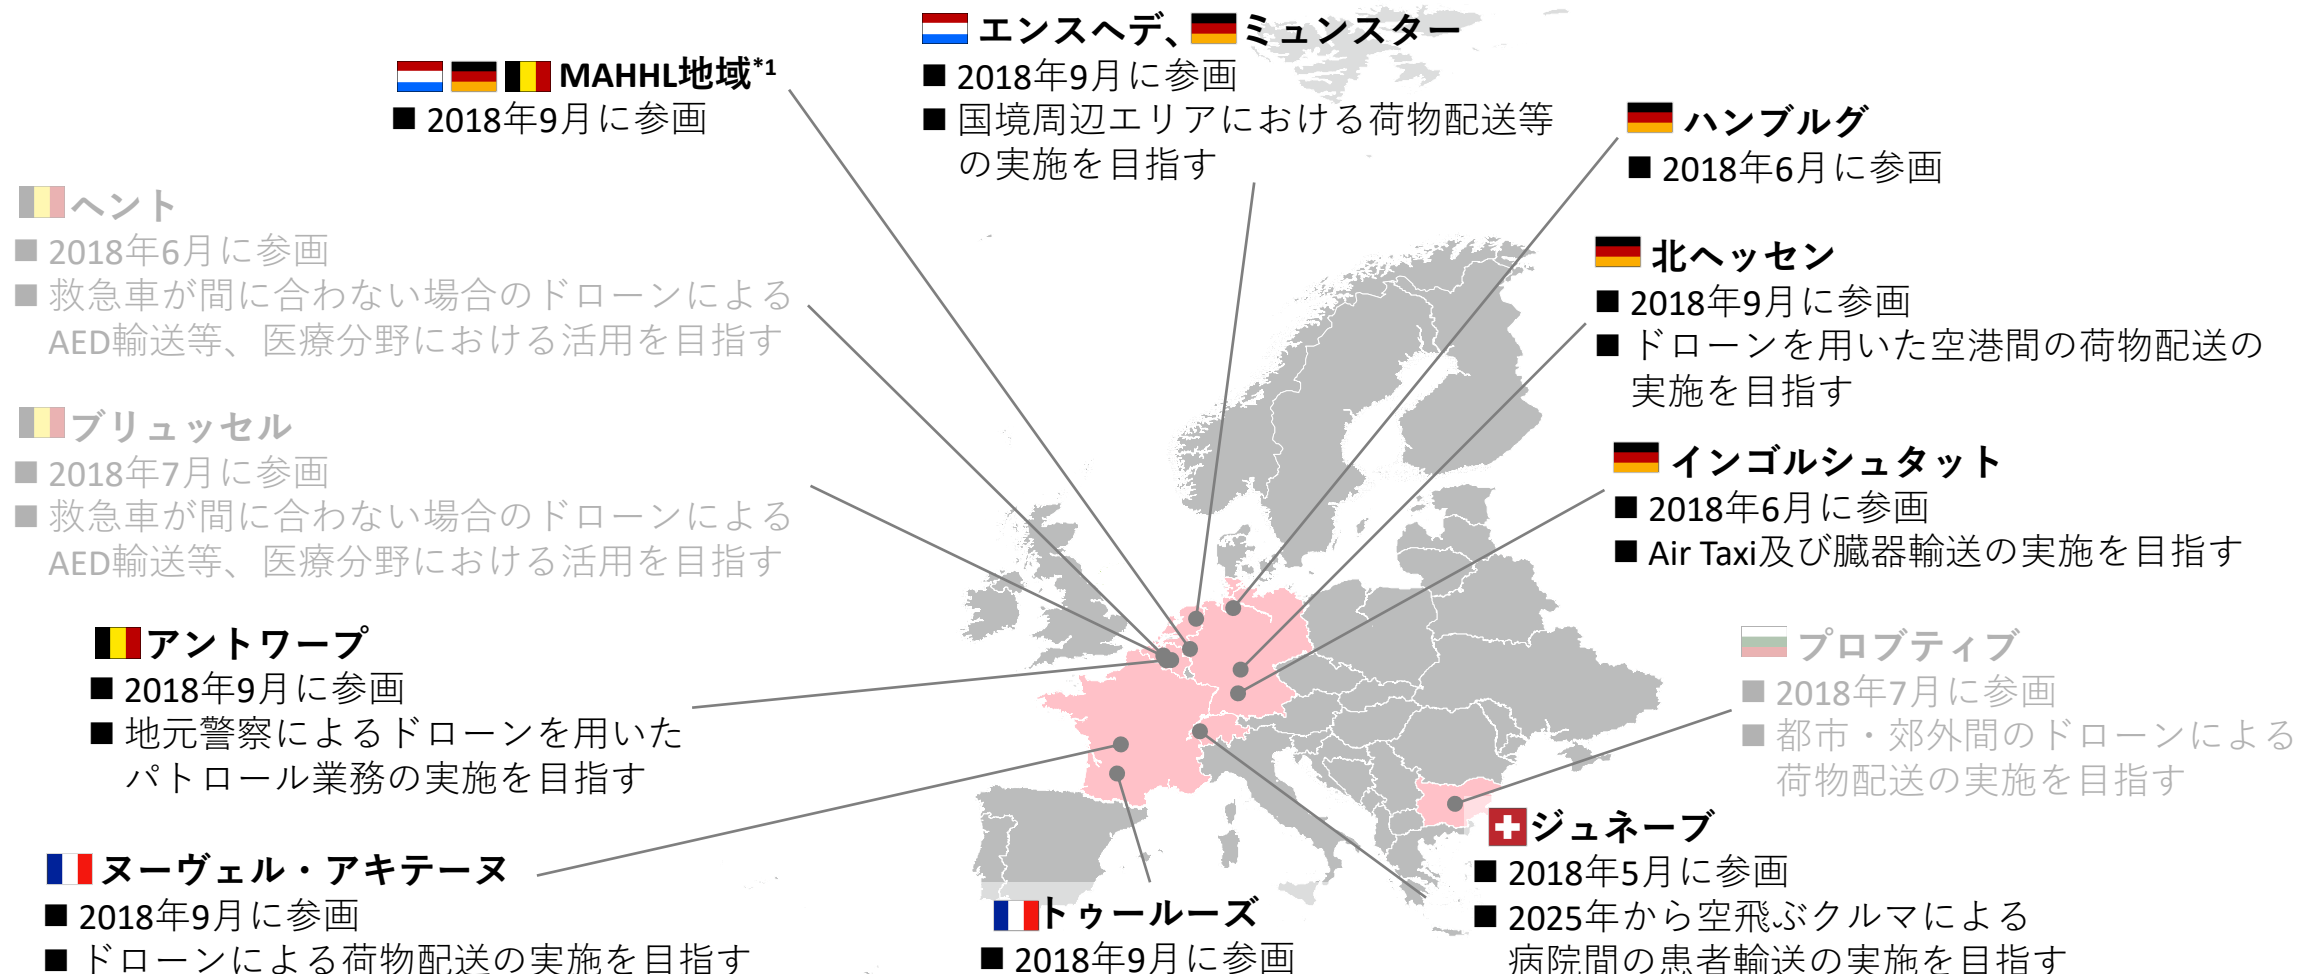 MAHHL地域*1
■ 2018年9月に参画
エンスヘデ、ミュンスター
■ 2018年9月に参画
■ 国境周辺エリアにおける荷物配送等
の実施を目指す
ハンブルグ
■ 2018年6月に参画
ヘント
■ 2018年6月に参画
■ 救急車が間に合わない場合のドローンによる
AED輸送等、医療分野における活用を目指す
北ヘッセン
■ 2018年9月に参画
■ ドローンを用いた空港間の荷物配送の
実施を目指す
ブリュッセル
■ 2018年7月に参画
■ 救急車が間に合わない場合のドローンによる
AED輸送等、医療分野における活用を目指す
インゴルシュタット
■ 2018年6月に参画
■ Air Taxi及び臓器輸送の実施を目指す
アントワープ
■ 2018年9月に参画
■ 地元警察によるドローンを用いた
パトロール業務の実施を目指す
プロブティブ
■ 2018年7月に参画
■ 都市・郊外間のドローンによる
荷物配送の実施を目指す
ヌーヴェル・アキテーヌ
■ 2018年9月に参画
■ ドローンによる荷物配送の実施を目指す
トゥールーズ
■ 2018年9月に参画
ジュネーブ
■ 2018年5月に参画
■ 2025年から空飛ぶクルマによる
病院間の患者輸送の実施を目指す